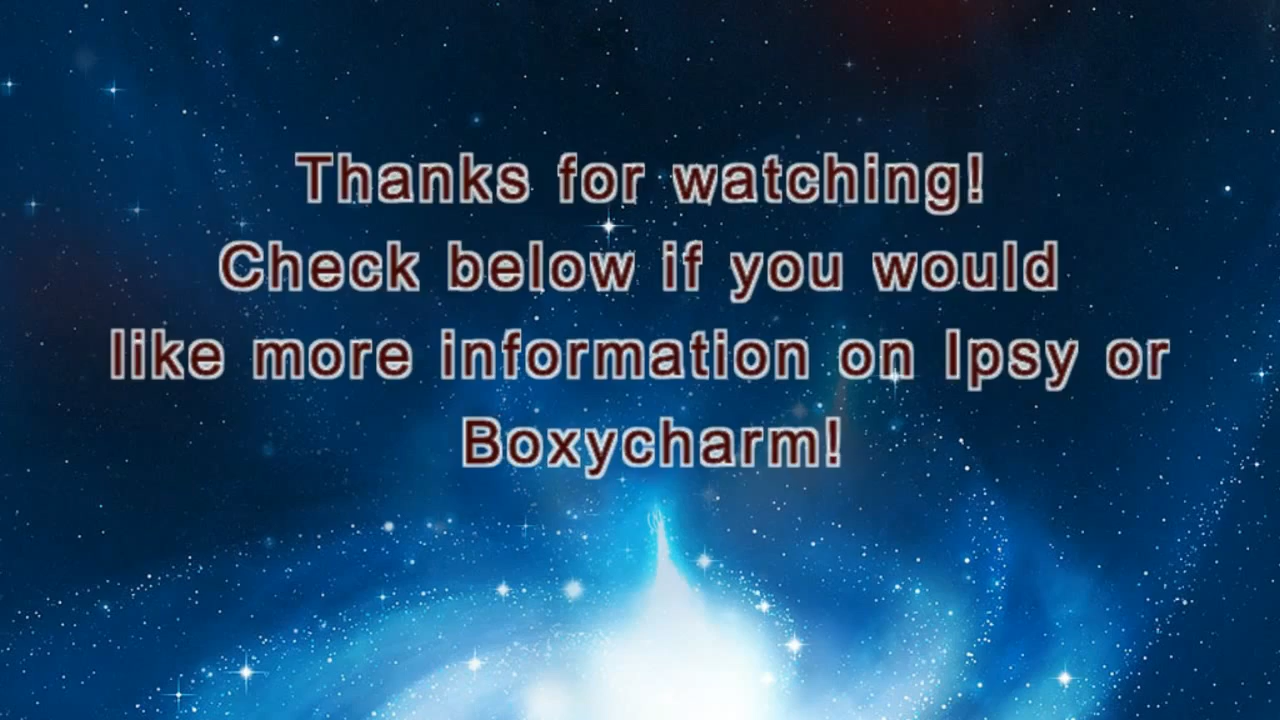 Thanks for watching!
Check below if you would
like more information on Ipsy or
Boxycharm!